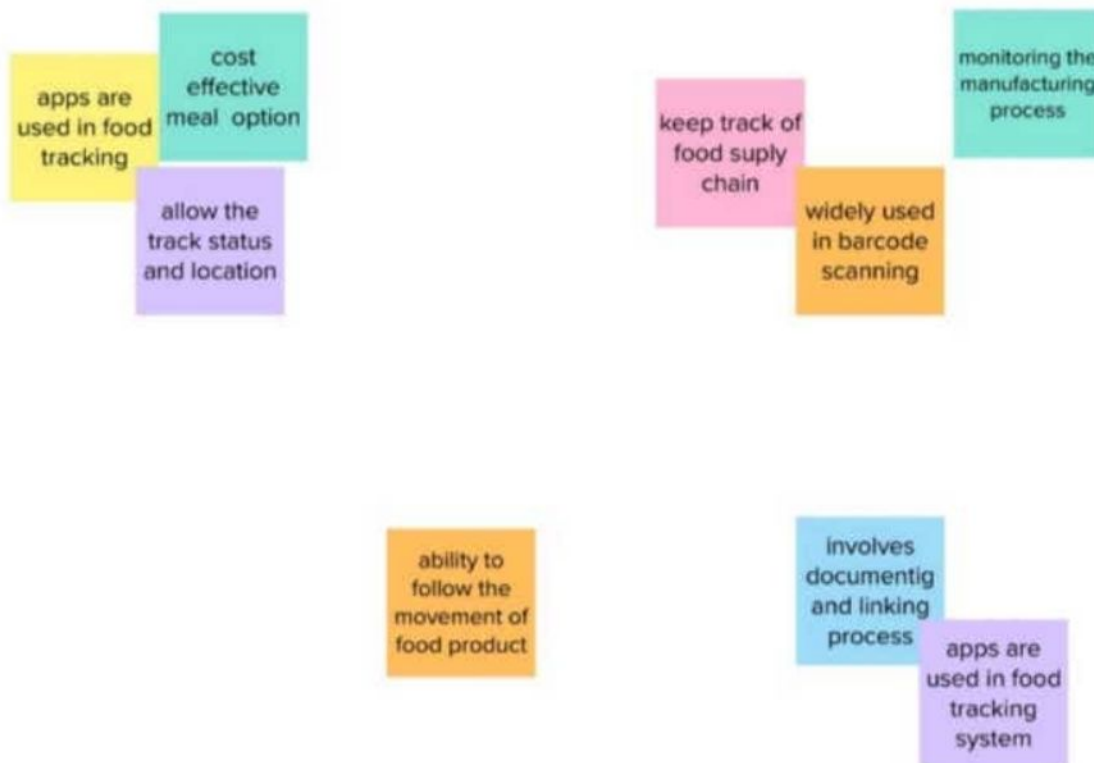 apps are
used in food
tracking
cost
effective
meal option
allow the
track status
and location
keep track of
food suply
chain
widely used
in barcode
scanning
monitoring the
manufacturing
process
ability to
follow the
movement of
food product
involves
documentig
and linking
process
apps are
used in food
tracking
system